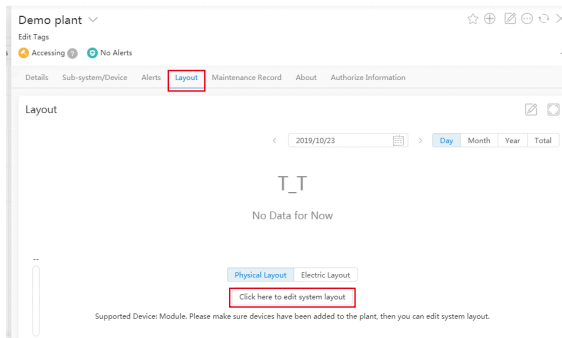 Demo plant
Edit Tags
Accessing ? No Alerts
Details Sub-system/Device Alerts Layout Maintenance Record About Authorize Information
Layout
< 2019/10/23 > Day Month Year Total
T_T
No Data for Now
--
Physical Layout Electric Layout
Click here to edit system layout
Supported Device: Module. Please make sure devices have been added to the plant, then you can edit system layout.